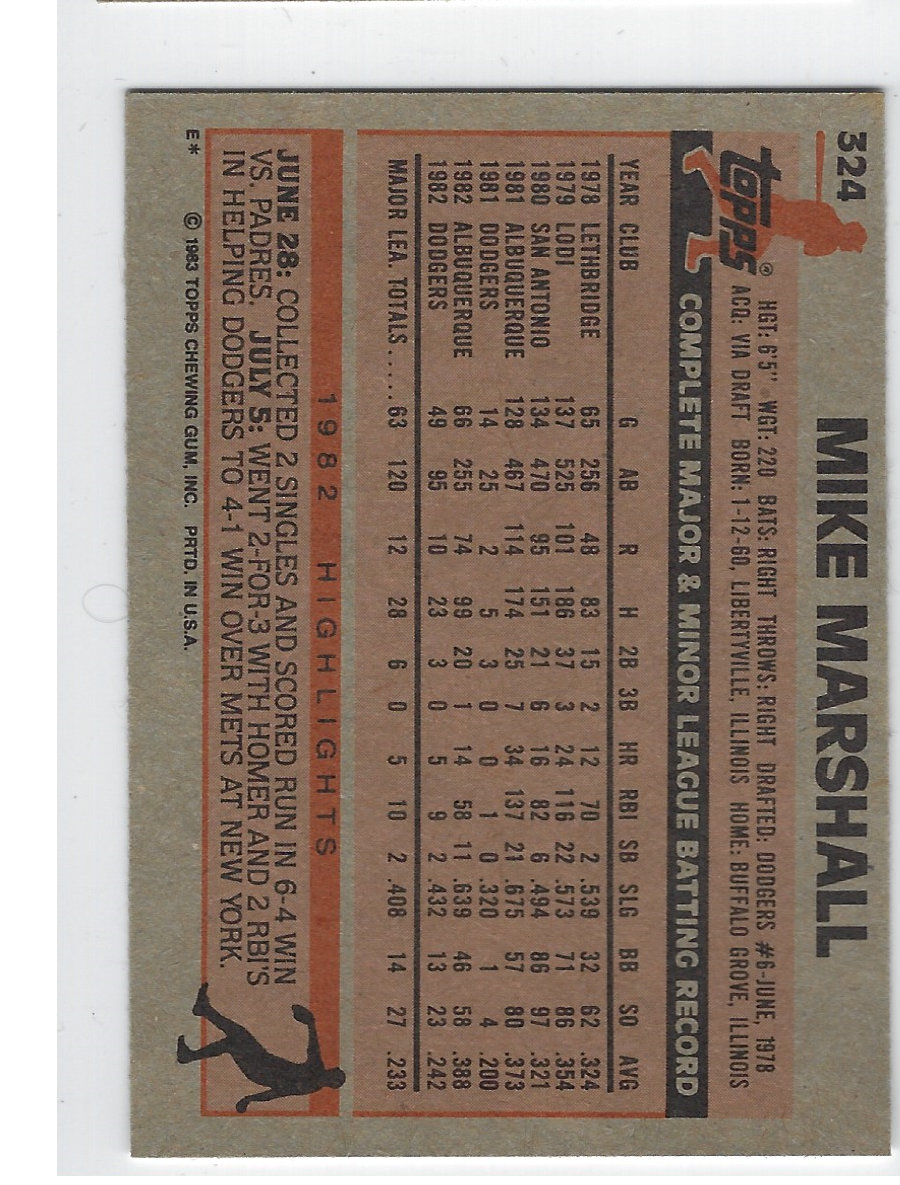 324
MIKE MARSHALL
Topps®
HGT: 6'5" WGT: 220 BATS: RIGHT THROWS: RIGHT DRAFTED: DODGERS #6-JUNE, 1978
ACQ: VIA DRAFT BORN: 1-12-60, LIBERTYVILLE, ILLINOIS HOME: BUFFALO GROVE, ILLINOIS
COMPLETE MAJOR & MINOR LEAGUE BATTING RECORD
YEAR CLUB G AB R H 2B 3B HR RBI SB SLG BB SO AVG
1978 LETHBRIDGE 65 256 48 83 15 2 12 70 2 .539 32 62 .324
1979 LODI 137 525 101 186 37 3 24 116 22 .573 71 86 .354
1980 SAN ANTONIO 134 470 95 151 21 6 16 82 6 .494 86 97 .321
1981 ALBUQUERQUE 128 467 114 174 25 7 34 137 21 .675 57 80 .373
1981 DODGERS 14 25 2 5 3 0 0 1 0 .320 1 4 .200
1982 ALBUQUERQUE 66 255 74 99 20 1 14 58 11 .639 46 58 .388
1982 DODGERS 49 95 10 23 3 0 5 9 2 .432 13 23 .242
MAJOR LEA. TOTALS..... 63 120 12 28 6 0 5 10 2 .408 14 27 .233
1982 HIGHLIGHTS
JUNE 28: COLLECTED 2 SINGLES AND SCORED RUN IN 6-4 WIN
VS. PADRES. JULY 5: WENT 2-FOR-3 WITH HOMER AND 2 RBI'S
IN HELPING DODGERS TO 4-1 WIN OVER METS AT NEW YORK.
E* © 1983 TOPPS CHEWING GUM, INC. PRTD. IN U.S.A.